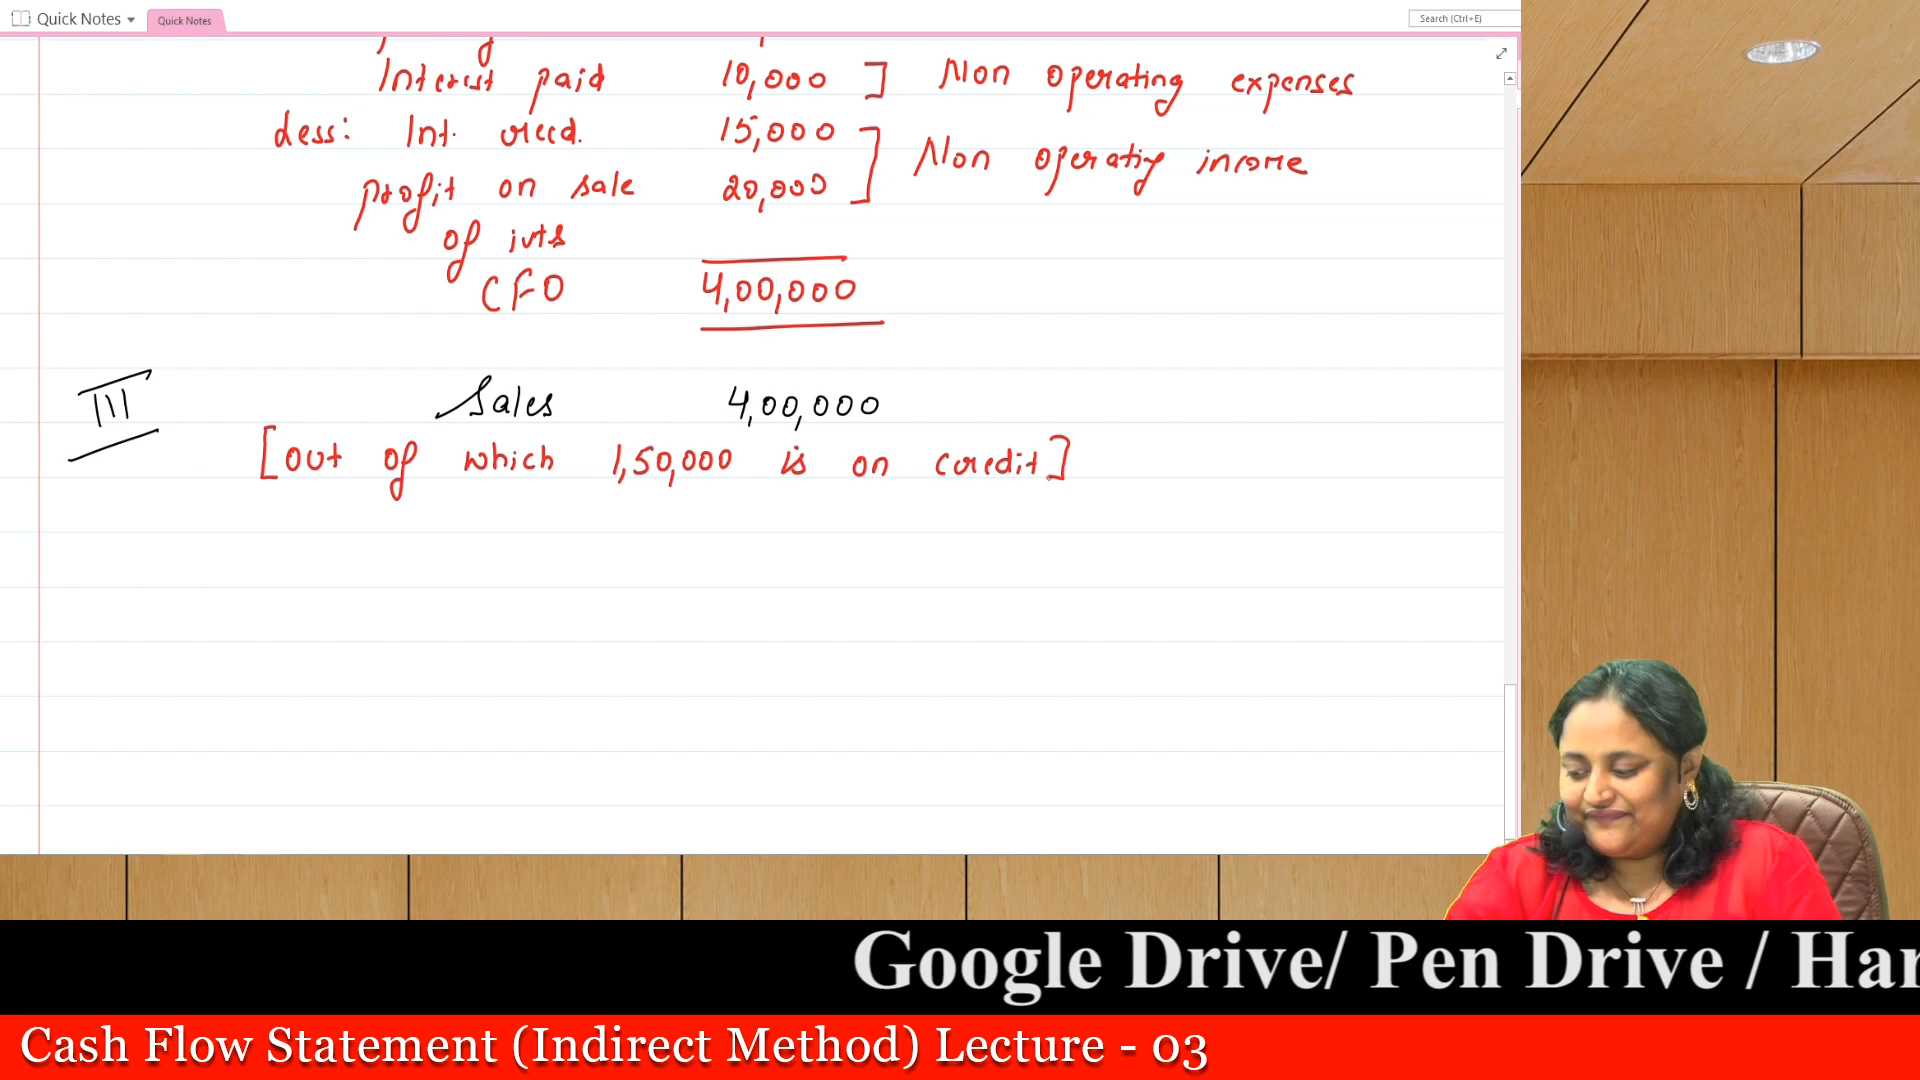 Quick Notes
Quick Notes
Search (Ctrl+E)
Interest paid 10,000 ] Non operating expenses
Less: Int. recd. 15,000
Non operating income
profit on sale 20,000
of ivts
CFO 4,00,000
III Sales 4,00,000
[out of which 1,50,000 is on credit]
Google Drive/ Pen Drive / Har
Cash Flow Statement (Indirect Method) Lecture - 03